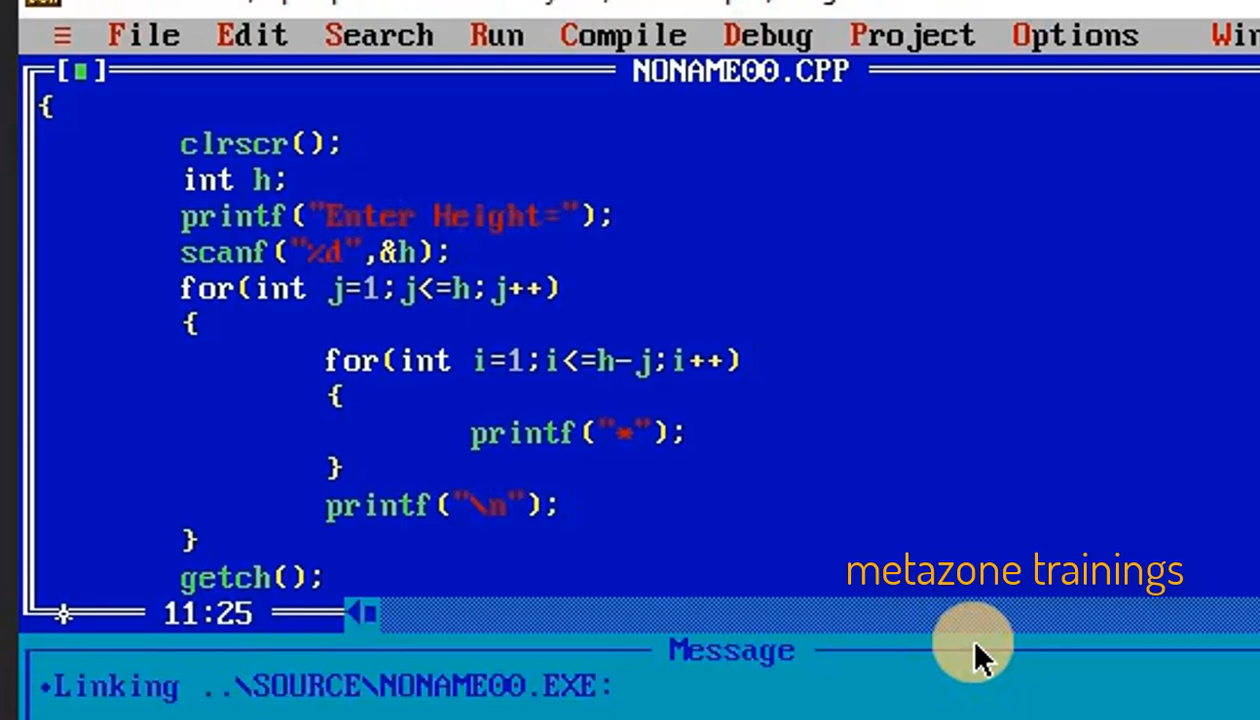 ≡ File Edit Search Run Compile Debug Project Options
[■] NONAME00.CPP
{
clrscr();
int h;
printf("Enter Height=");
scanf("%d",&h);
for(int j=1;j<=h;j++)
{
for(int i=1;i<=h-j;i++)
{
printf("*");
}
printf("\n");
}
getch();
metazone trainings
11:25
Message
•Linking ..\SOURCE\NONAME00.EXE: